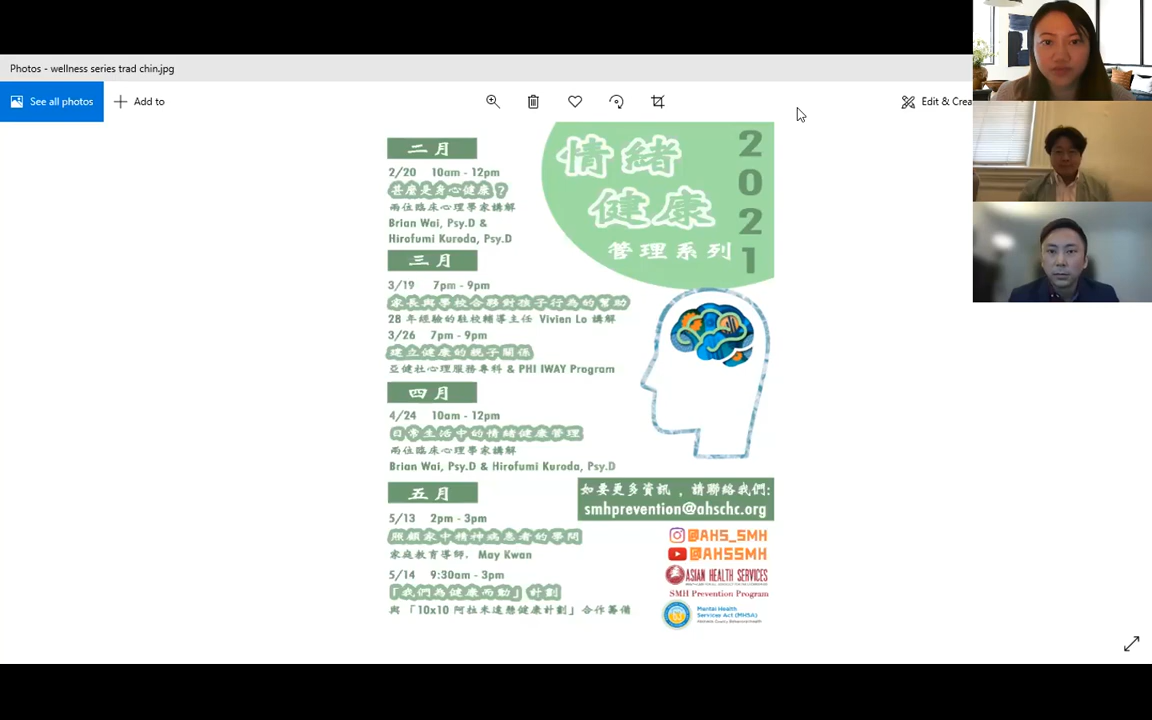 Photos - wellness series trad chin.jpg
See all photos
Add to
Edit & Crea
二月
2/20 10am - 12pm
甚麼是身心健康？
兩位臨床心理學家講解
Brian Wai, Psy.D &
Hirofumi Kuroda, Psy.D
三月
3/19 7pm - 9pm
家長與學校合夥對孩子行為的幫助
28 年經驗的駐校輔導主任 Vivien Lo 講解
3/26 7pm - 9pm
建立健康的親子關係
亞健社心理服務專科 & PHI IWAY Program
四月
4/24 10am - 12pm
日常生活中的情緒健康管理
兩位臨床心理學家講解
Brian Wai, Psy.D & Hirofumi Kuroda, Psy.D
五月
5/13 2pm - 3pm
照顧家中精神病患者的學問
家庭教育導師. May Kwan
5/14 9:30am - 3pm
「我們為健康而動」計劃
與「10x10 阿拉米達縣健康計劃」合作籌備
情緒
健康
管理系列
2021
如要更多資訊，請聯絡我們:
smhprevention@ahschc.org
@AHS_SMH
@AHSSMH
ASIAN HEALTH SERVICES
SMH Prevention Program
Mental Health
Services Act (MHSA)